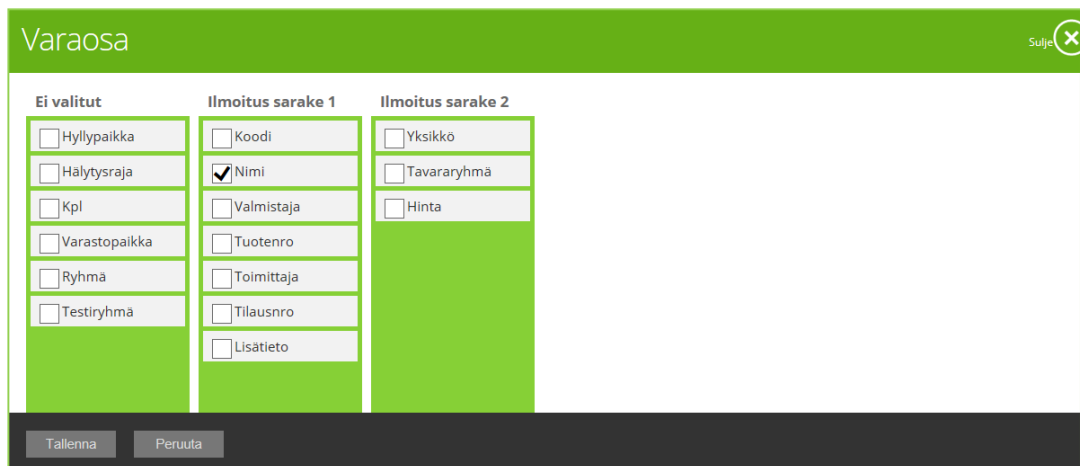 Varaosa
Sulje
Ei valitut
Hyllypaikka
Hälytysraja
Kpl
Varastopaikka
Ryhmä
Testiryhmä
Ilmoitus sarake 1
Koodi
Nimi
Valmistaja
Tuotenro
Toimittaja
Tilausnro
Lisätieto
Ilmoitus sarake 2
Yksikkö
Tavararyhmä
Hinta
Tallenna
Peruuta